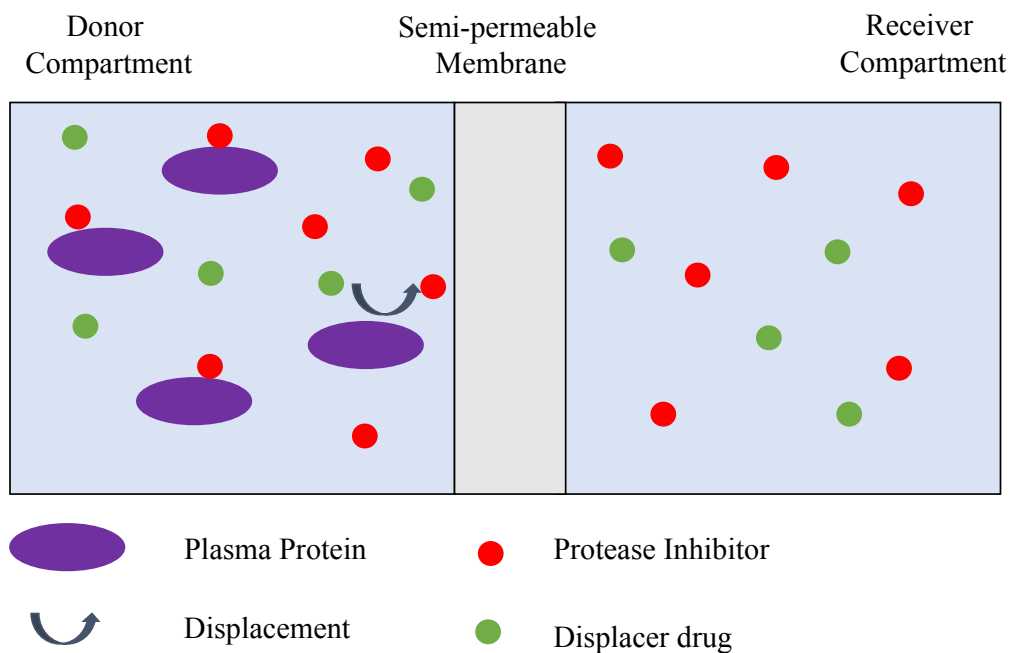 Donor
Compartment
Semi-permeable
Membrane
Receiver
Compartment
Plasma Protein
Protease Inhibitor
Displacement
Displacer drug